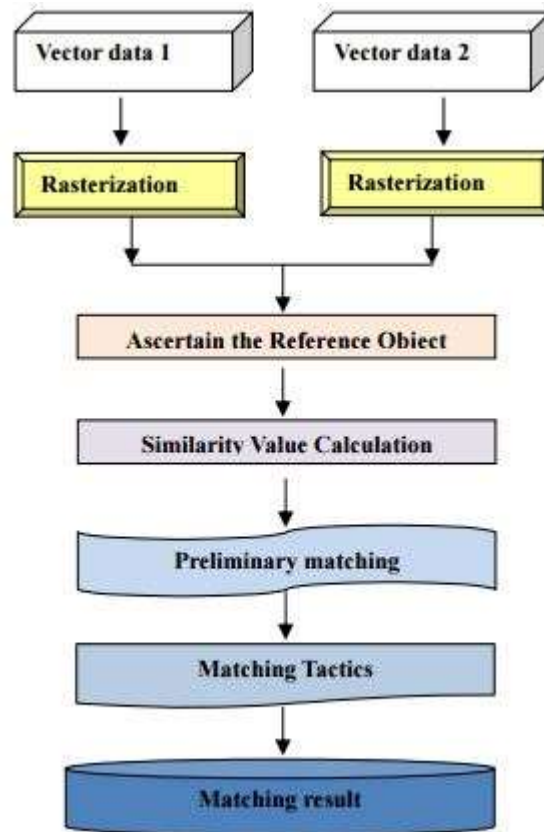 Vector data 1
Vector data 2
Rasterization
Rasterization
Ascertain the Reference Obiect
Similarity Value Calculation
Preliminary matching
Matching Tactics
Matching result